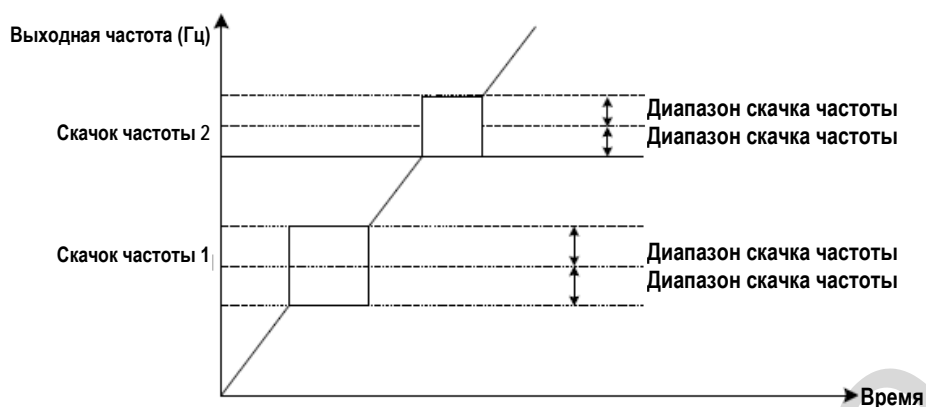 Выходная частота (Гц)
Диапазон скачка частоты
Скачок частоты 2
Диапазон скачка частоты
Скачок частоты 1
Диапазон скачка частоты
Диапазон скачка частоты
Время